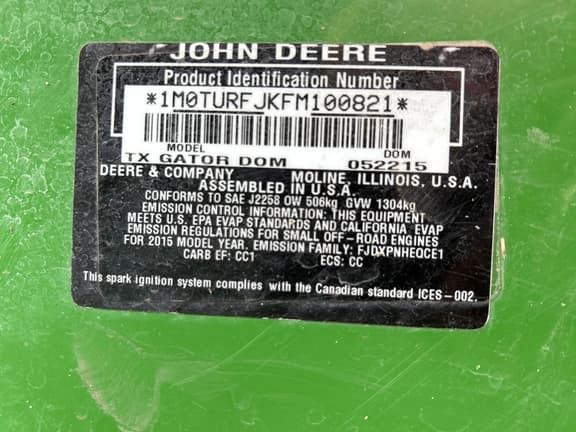 JOHN DEERE
Product Identification Number
*1M0TURFJKFM100821*
MODEL DOM
TX GATOR DOM 052215
DEERE & COMPANY MOLINE, ILLINOIS, U.S.A.
ASSEMBLED IN U.S.A.
CONFORMS TO SAE J2258 OW 506kg GVW 1304kg
EMISSION CONTROL INFORMATION: THIS EQUIPMENT
MEETS U.S. EPA EVAP STANDARDS AND CALIFORNIA EVAP
EMISSION REGULATIONS FOR SMALL OFF-ROAD ENGINES
FOR 2015 MODEL YEAR. EMISSION FAMILY: FJDXPNHEQCE1
CARB EF: CC1 ECS: CC
This spark ignition system complies with the Canadian standard ICES-002.